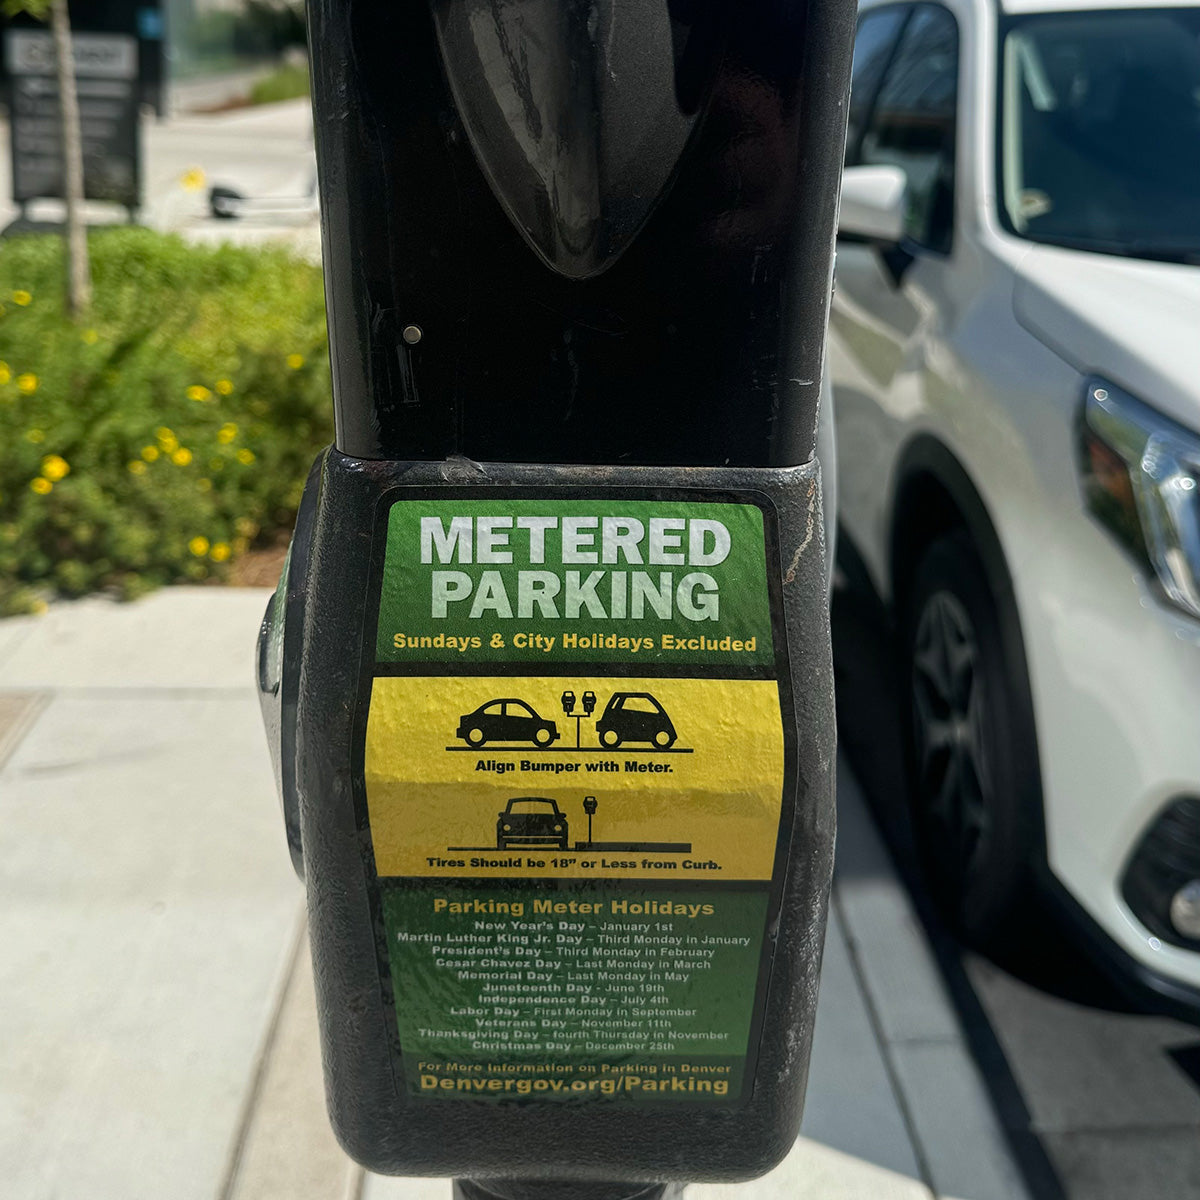 METERED
PARKING
Sundays & City Holidays Excluded
Align Bumper with Meter.
Tires Should be 18” or Less from Curb.
Parking Meter Holidays
New Year's Day – January 1st
Martin Luther King Jr. Day – Third Monday in January
President's Day – Third Monday in February
Cesar Chavez Day – Last Monday in March
Memorial Day – Last Monday in May
Juneteenth Day - June 19th
Independence Day – July 4th
Labor Day – First Monday in September
Veterans Day – November 11th
Thanksgiving Day – fourth Thursday in November
Christmas Day – December 25th
For More Information on Parking in Denver
Denvergov.org/Parking